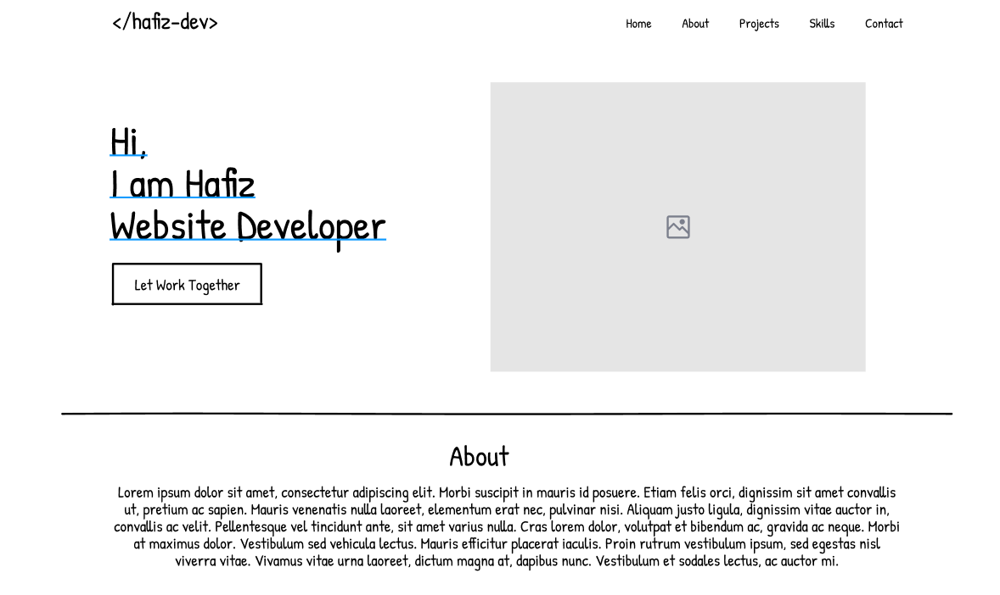 </hafiz-dev>
Home About Projects Skills Contact
Hi,
I am Hafiz
Website Developer
Let Work Together
About
Lorem ipsum dolor sit amet, consectetur adipiscing elit. Morbi suscipit in mauris id posuere. Etiam felis orci, dignissim sit amet convallis
ut, pretium ac sapien. Mauris venenatis nulla laoreet, elementum erat nec, pulvinar nisi. Aliquam justo ligula, dignissim vitae auctor in,
convallis ac velit. Pellentesque vel tincidunt ante, sit amet varius nulla. Cras lorem dolor, volutpat et bibendum ac, gravida ac neque. Morbi
at maximus dolor. Vestibulum sed vehicula lectus. Mauris efficitur placerat iaculis. Proin rutrum vestibulum ipsum, sed egestas nisl
viverra vitae. Vivamus vitae urna laoreet, dictum magna at, dapibus nunc. Vestibulum et sodales lectus, ac auctor mi.